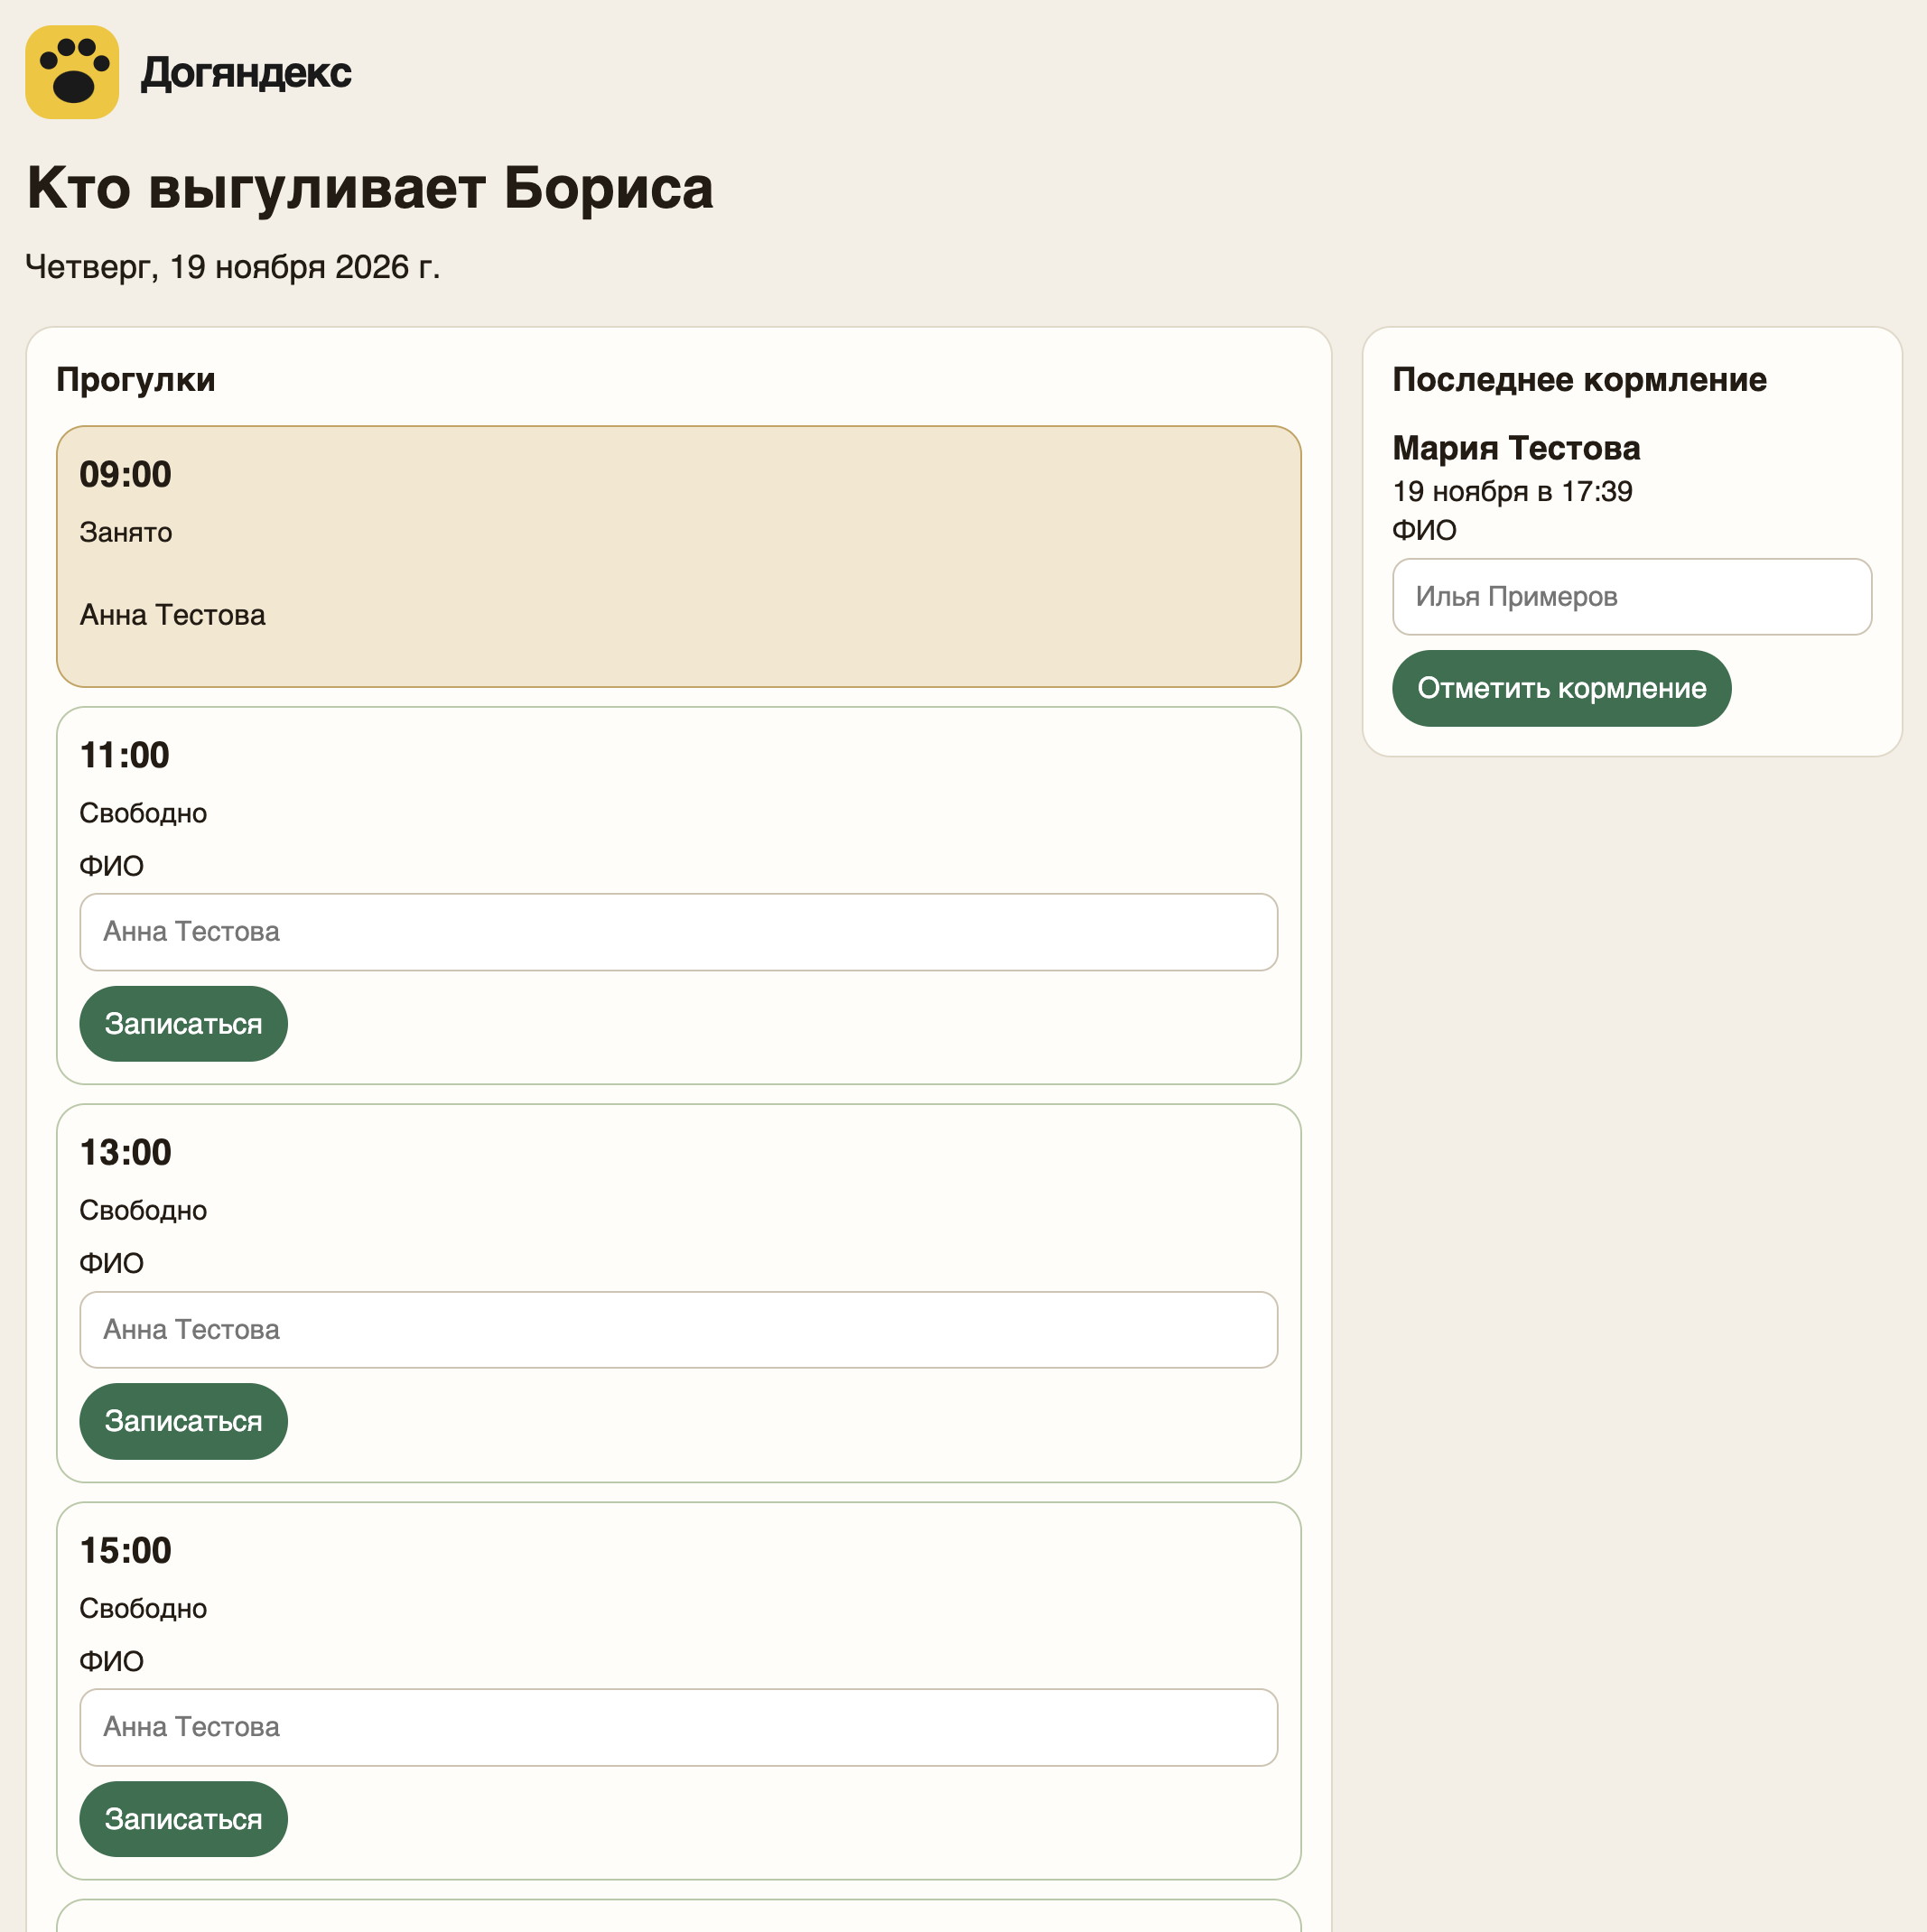 Догяндекс
Кто выгуливает Бориса
Четверг, 19 ноября 2026 г.
Прогулки
09:00
Занято
Анна Тестова
11:00
Свободно
ФИО
Анна Тестова
Записаться
13:00
Свободно
ФИО
Анна Тестова
Записаться
15:00
Свободно
ФИО
Анна Тестова
Записаться
Последнее кормление
Мария Тестова
19 ноября в 17:39
ФИО
Илья Примеров
Отметить кормление